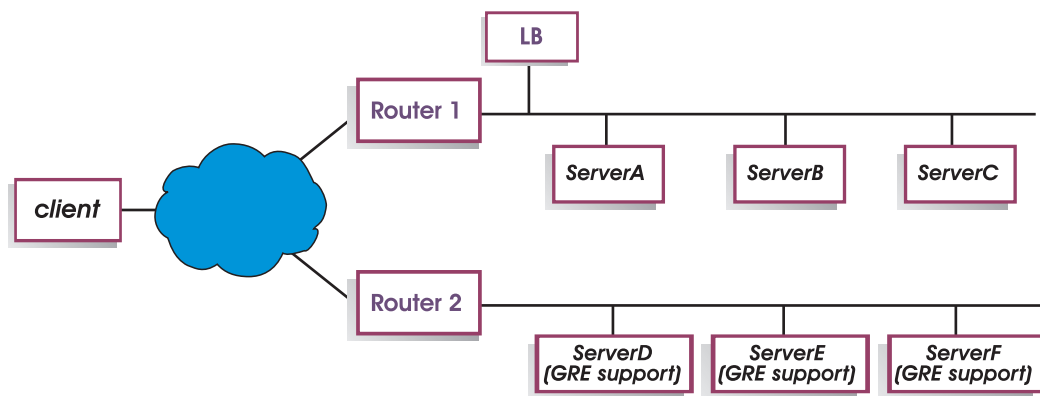 LB
Router 1
ServerA
ServerB
ServerC
client
Router 2
ServerD
(GRE support)
ServerE
(GRE support)
ServerF
(GRE support)